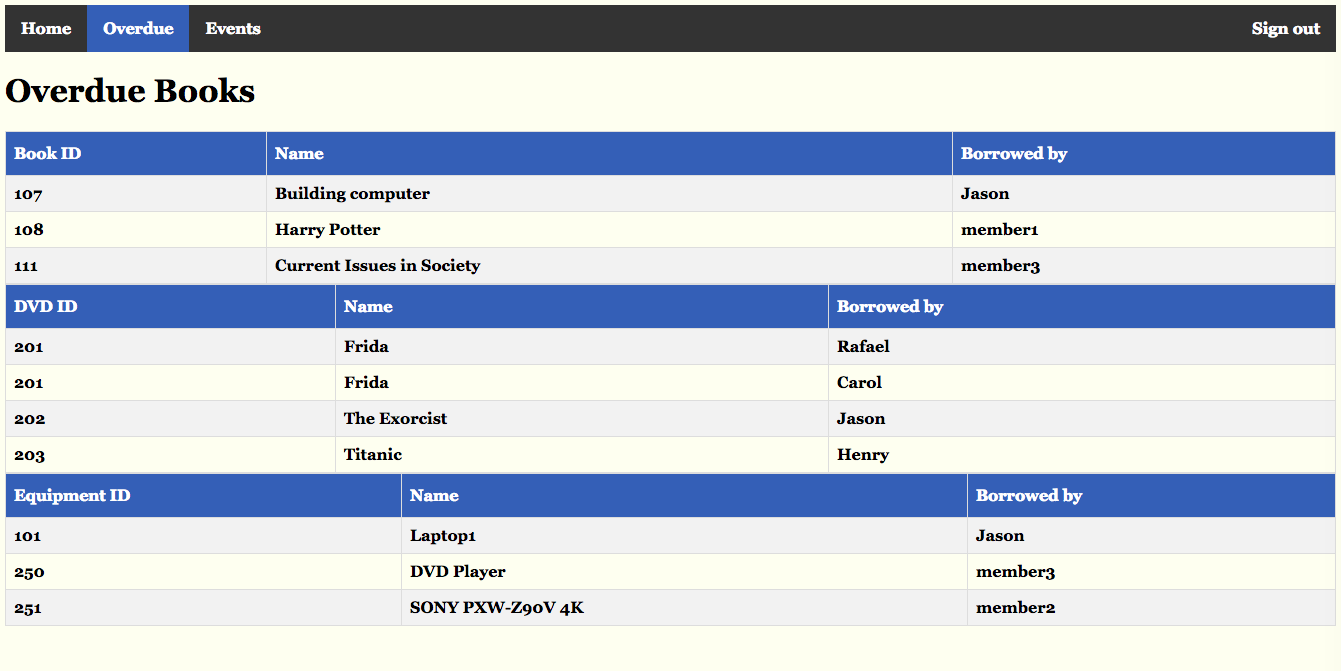 Home Overdue Events Sign out
Overdue Books
Book ID Name Borrowed by
107 Building computer Jason
108 Harry Potter member1
111 Current Issues in Society member3
DVD ID Name Borrowed by
201 Frida Rafael
201 Frida Carol
202 The Exorcist Jason
203 Titanic Henry
Equipment ID Name Borrowed by
101 Laptop1 Jason
250 DVD Player member3
251 SONY PXW-Z90V 4K member2